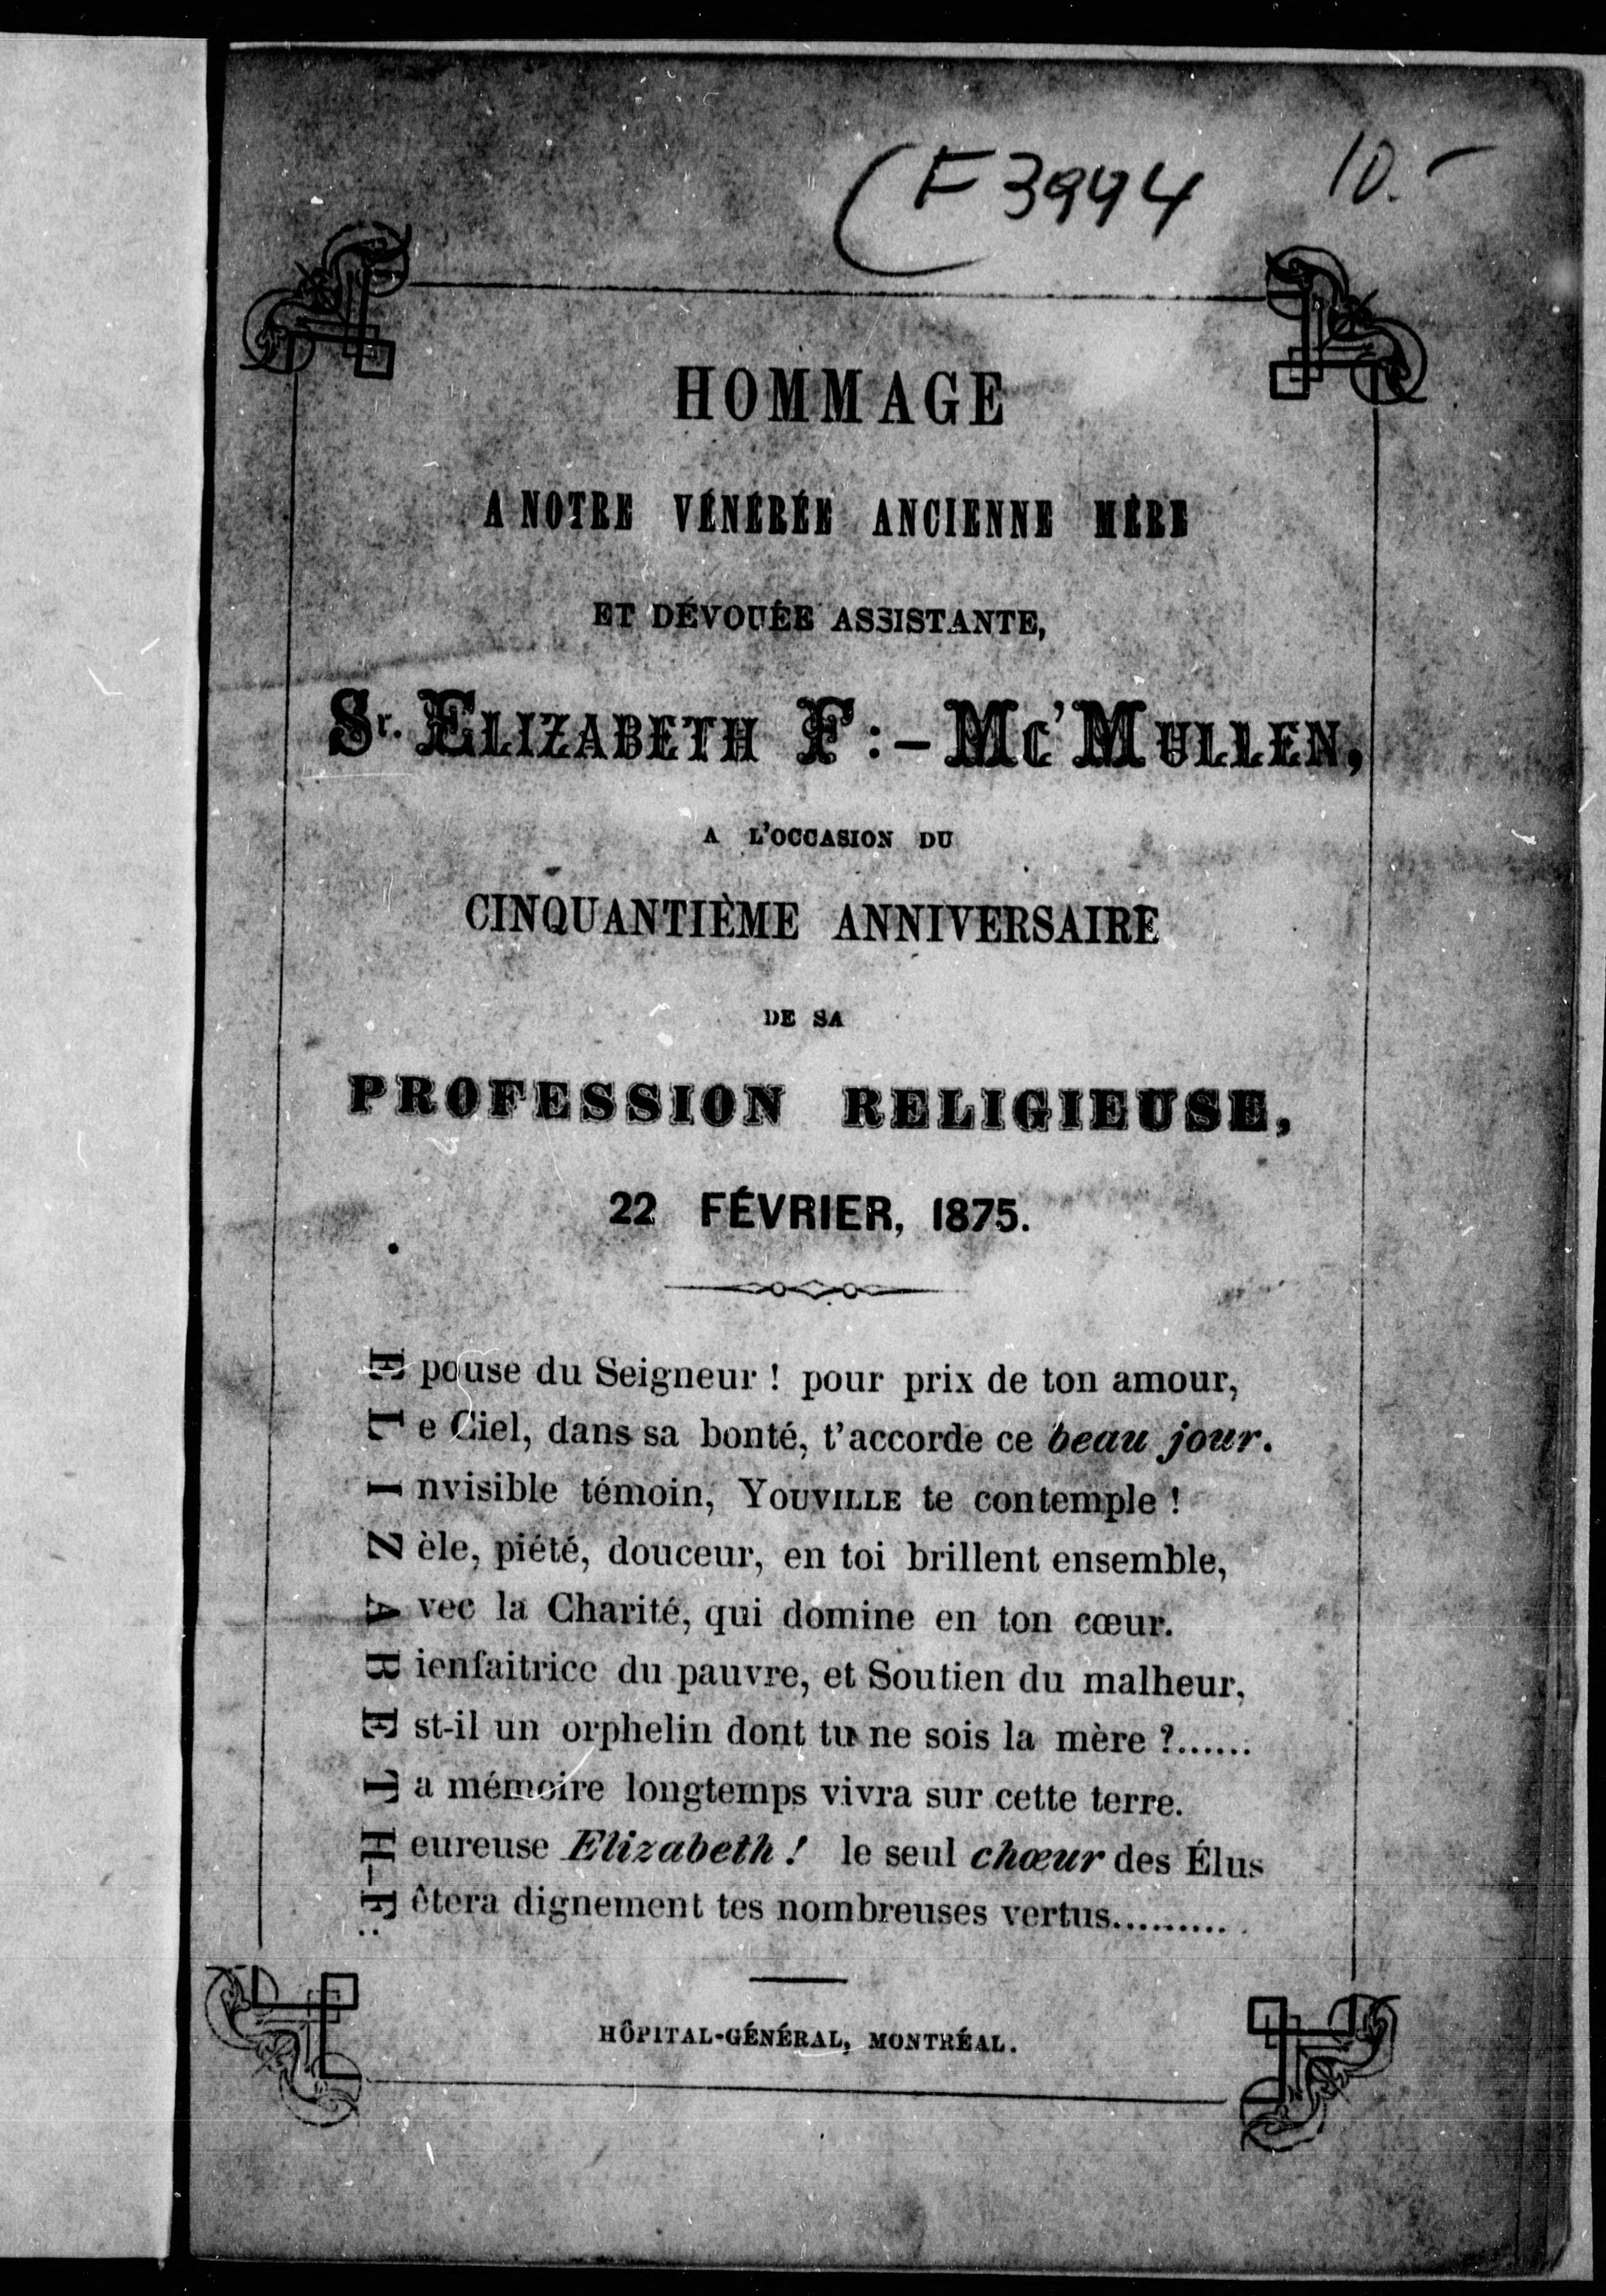 (F 3994 10.-
HOMMAGE
A NOTRE VÉNÉRÉE ANCIENNE MÈRE
ET DÉVOUÉE ASSISTANTE,
Sr. ELIZABETH F:-MC'MULLEN,
A L'OCCASION DU
CINQUANTIÈME ANNIVERSAIRE
DE SA
PROFESSION RELIGIEUSE,
22 FÉVRIER, 1875.
Epouse du Seigneur ! pour prix de ton amour,
Le Ciel, dans sa bonté, t'accorde ce beau jour.
Invisible témoin, YOUVILLE te contemple !
Zèle, piété, douceur, en toi brillent ensemble,
Avec la Charité, qui domine en ton cœur.
Bienfaitrice du pauvre, et Soutien du malheur,
Est-il un orphelin dont tu ne sois la mère ?......
Ta mémoire longtemps vivra sur cette terre.
H-eureuse Elizabeth ! le seul chœur des Élus
F:êtera dignement tes nombreuses vertus.........
HÔPITAL-GÉNÉRAL, MONTRÉAL.